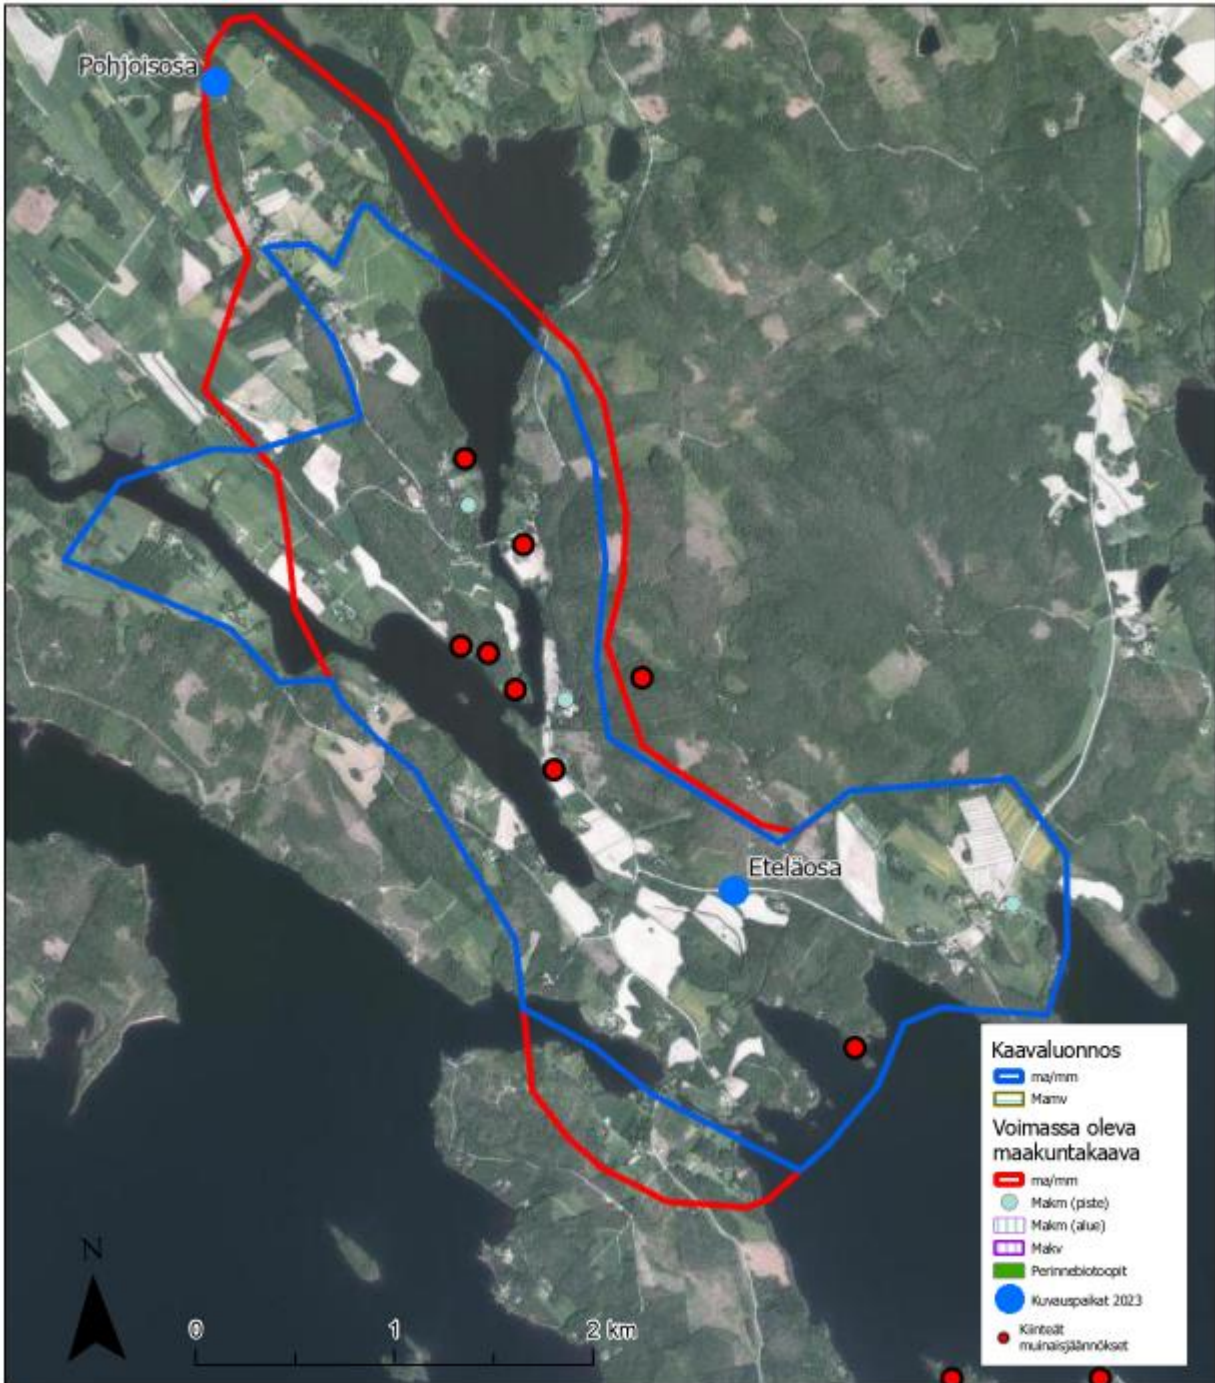 Pohjoisosa
Eteläosa
Kaavaluonnos
ma/mm
Mamv
Voimassa oleva
maakuntakaava
ma/mm
Makm (piste)
Makm (alue)
Makv
Perinnebiotoopit
Kuvauspaikat 2023
Kiinteät
muinaisjäännökset
N
0 1 2 km